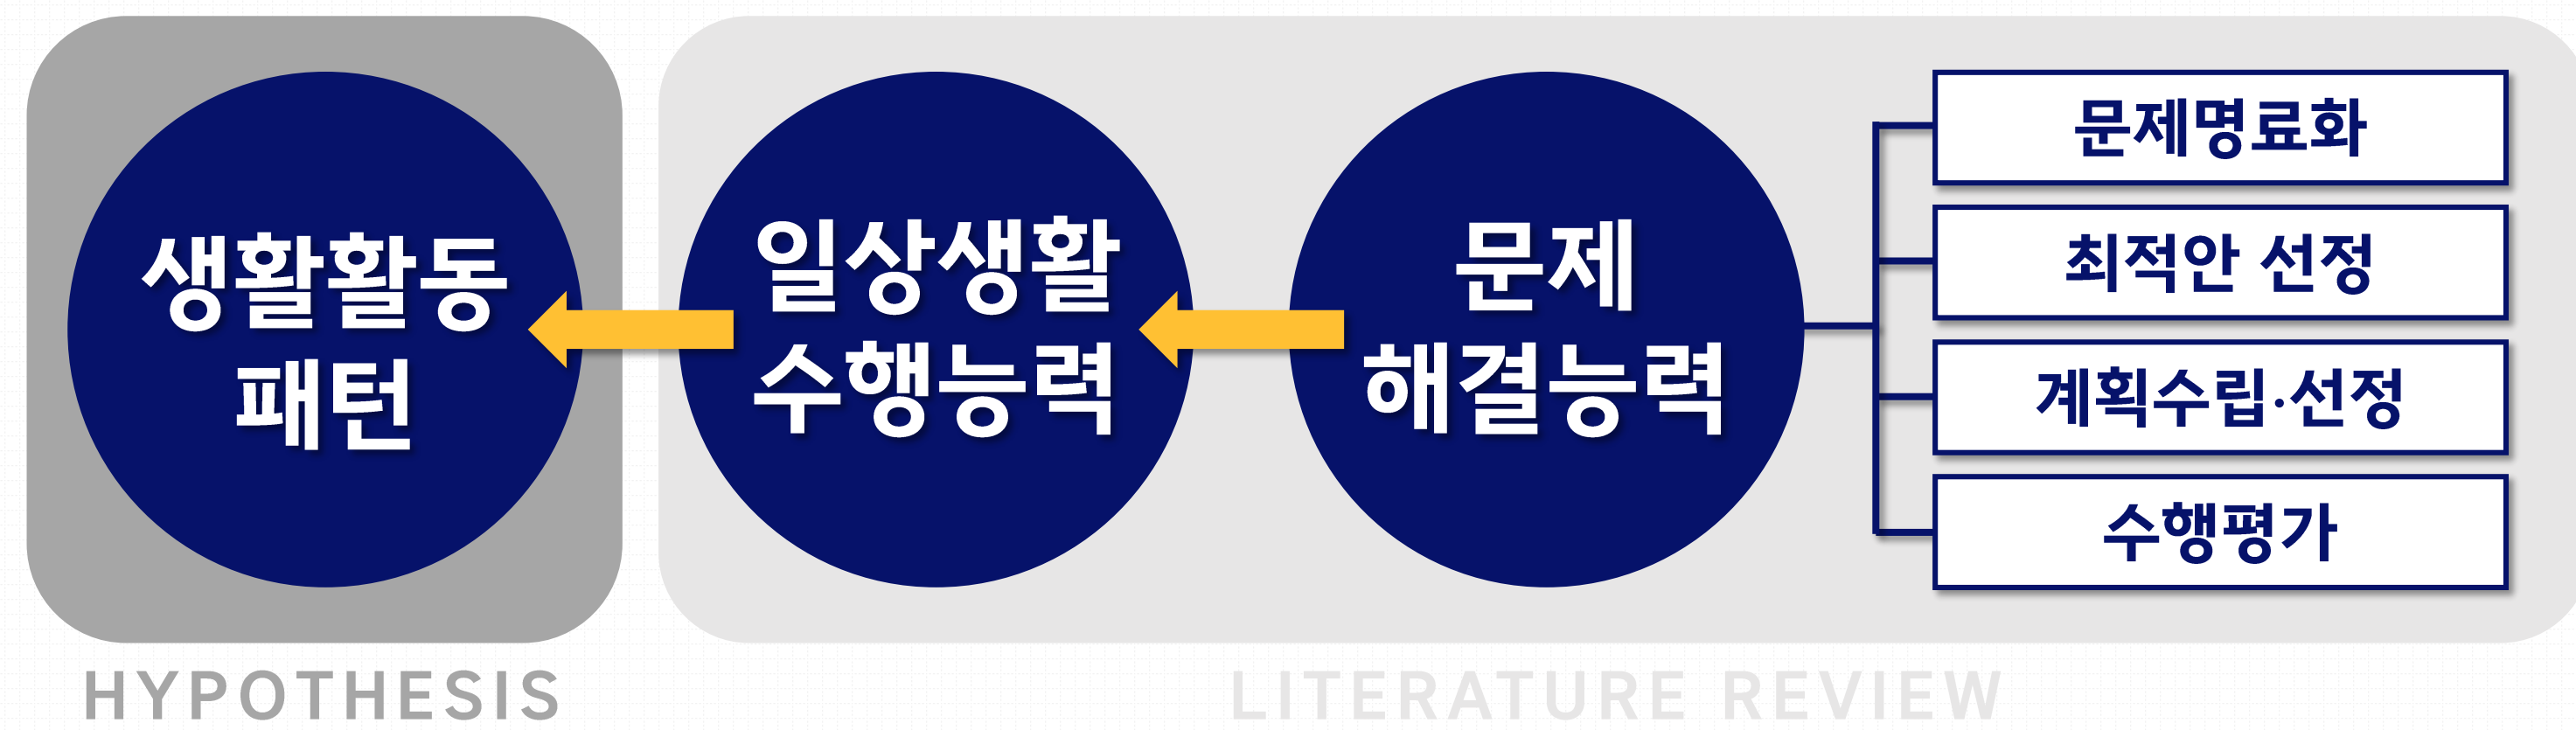 생활활동
패턴
일상생활
수행능력
문제
해결능력
문제명료화
최적안 선정
계획수립·선정
수행평가
HYPOTHESIS
LITERATURE REVIEW